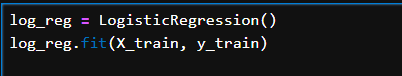 log_reg = LogisticRegression()
log_reg.fit(X_train, y_train)